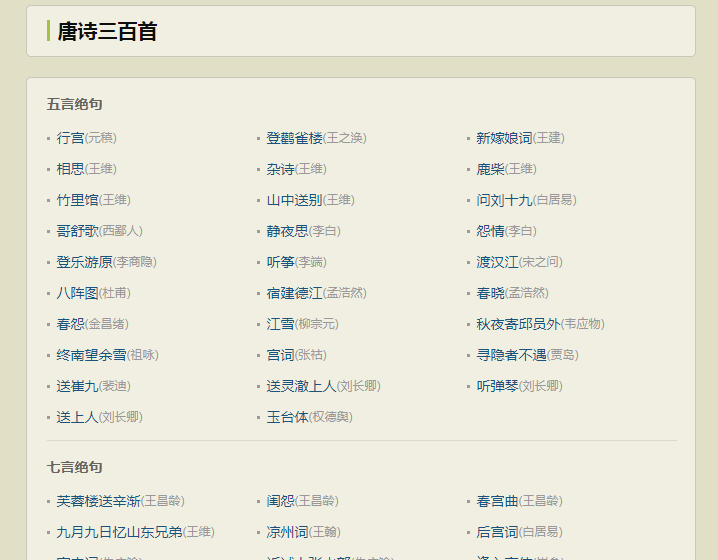 唐诗三百首
五言绝句
行宫(元稹) 登鹳雀楼(王之涣) 新嫁娘词(王建)
相思(王维) 杂诗(王维) 鹿柴(王维)
竹里馆(王维) 山中送别(王维) 问刘十九(白居易)
哥舒歌(西鄙人) 静夜思(李白) 怨情(李白)
登乐游原(李商隐) 听筝(李端) 渡汉江(宋之问)
八阵图(杜甫) 宿建德江(孟浩然) 春晓(孟浩然)
春怨(金昌绪) 江雪(柳宗元) 秋夜寄邱员外(韦应物)
终南望余雪(祖咏) 宫词(张祜) 寻隐者不遇(贾岛)
送崔九(裴迪) 送灵澈上人(刘长卿) 听弹琴(刘长卿)
送上人(刘长卿) 玉台体(权德舆)
七言绝句
芙蓉楼送辛渐(王昌龄) 闺怨(王昌龄) 春宫曲(王昌龄)
九月九日忆山东兄弟(王维) 凉州词(王翰) 后宫词(白居易)